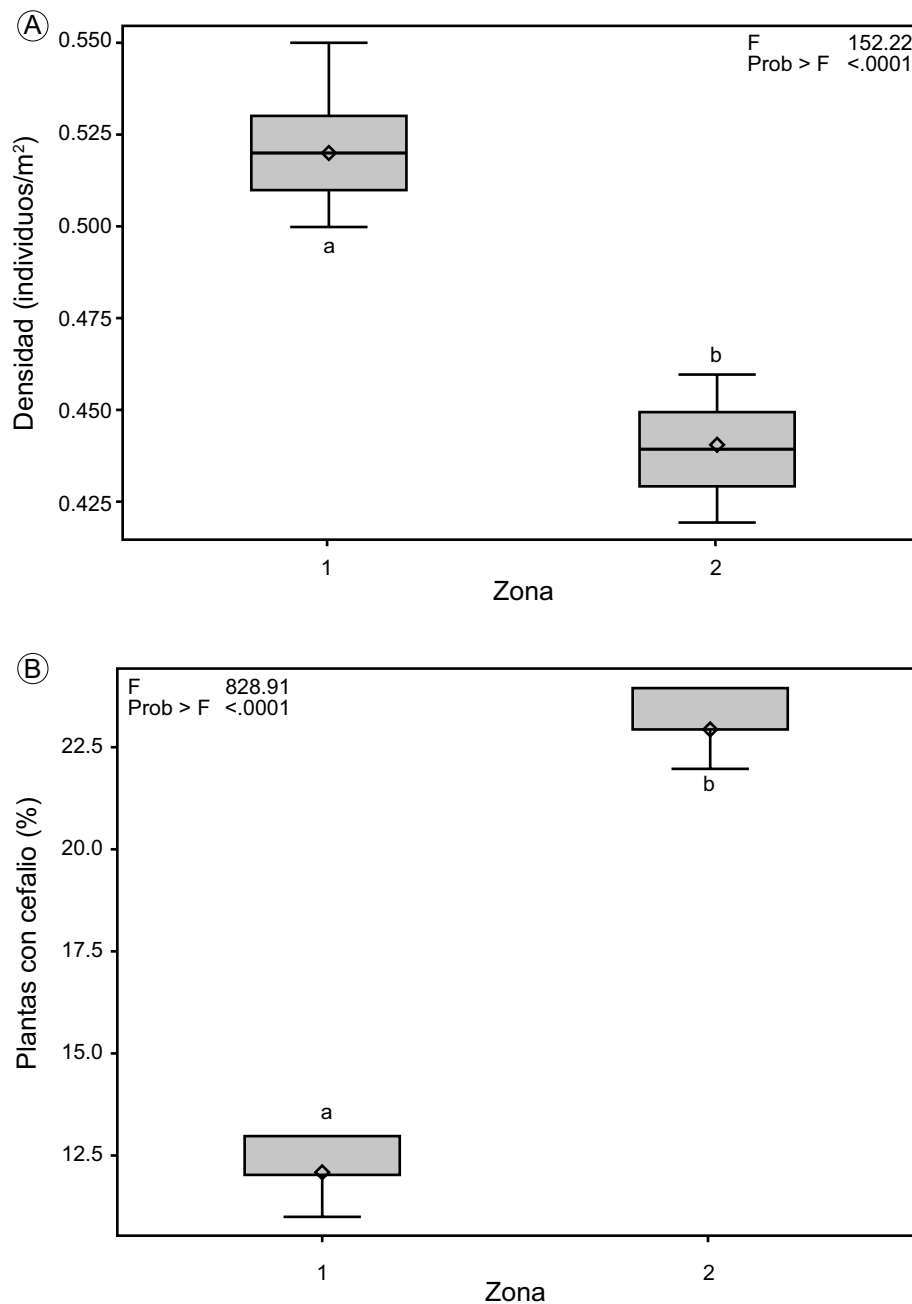 A
F 152.22
Prob > F <.0001
Densidad (individuos/m²)
0.550
0.525
0.500
0.475
0.450
0.425
a
b
1 2
Zona
B
F 828.91
Prob > F <.0001
Plantas con cefalio (%)
22.5
20.0
17.5
15.0
12.5
b
a
1 2
Zona